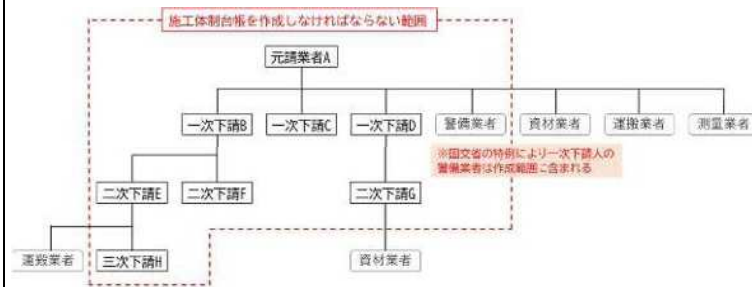 施工体制台帳を作成しなければならない範囲
元請業者A
一次下請B 一次下請C 一次下請D 警備業者 資材業者 運搬業者 測量業者
※国交省の特例により一次下請人の
警備業者は作成範囲に含まれる
二次下請E 二次下請F 二次下請G
運搬業者 三次下請H 資材業者